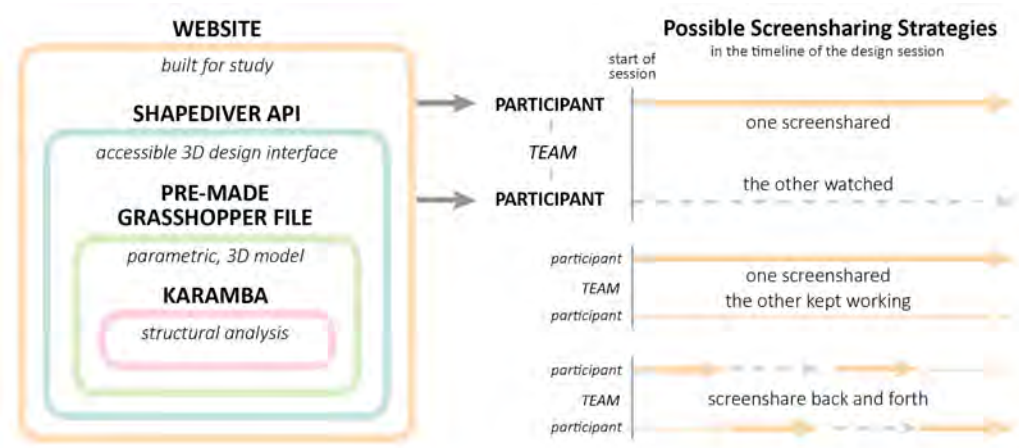 WEBSITE
built for study
SHAPEDIVER API
accessible 3D design interface
PRE-MADE
GRASSHOPPER FILE
parametric, 3D model
KARAMBA
structural analysis
Possible Screensharing Strategies
in the timeline of the design session
start of
session
PARTICIPANT
TEAM
PARTICIPANT
one screenshared
the other watched
participant
TEAM
participant
one screenshared
the other kept working
participant
TEAM
participant
screenshare back and forth